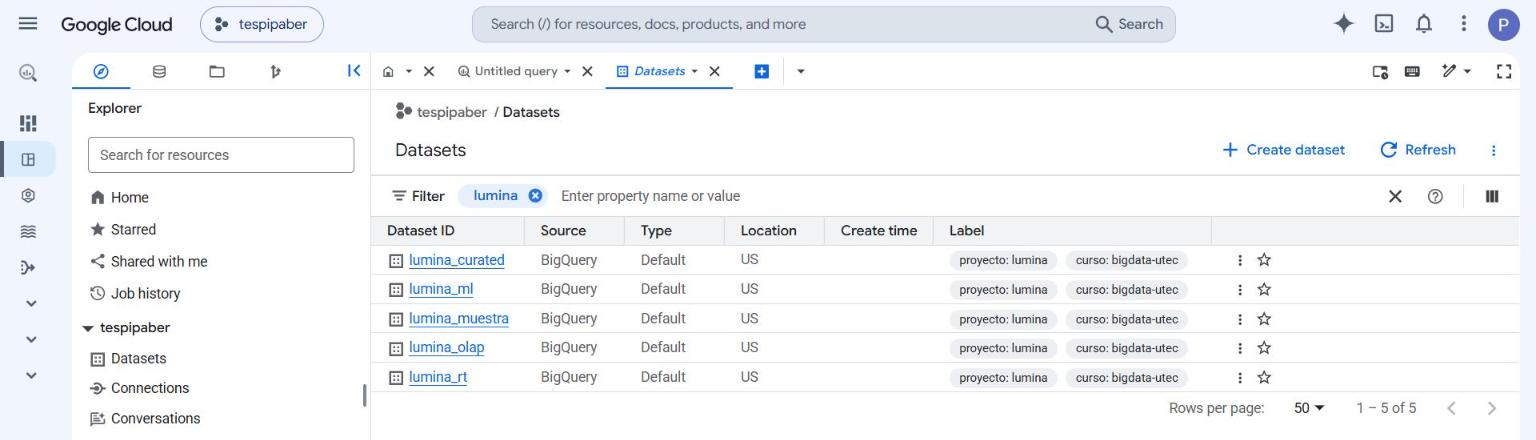 Google Cloud tespipaber Search (/) for resources, docs, products, and more Search P
Untitled query Datasets
Explorer
tespipaber / Datasets
Datasets Create dataset Refresh
Search for resources
Filter lumina Enter property name or value
Home
Starred
Shared with me
Job history
tespipaber
Datasets
Connections
Conversations
Dataset ID Source Type Location Create time Label
lumina_curated BigQuery Default US proyecto: lumina curso: bigdata-utec
lumina_ml BigQuery Default US proyecto: lumina curso: bigdata-utec
lumina_muestra BigQuery Default US proyecto: lumina curso: bigdata-utec
lumina_olap BigQuery Default US proyecto: lumina curso: bigdata-utec
lumina_rt BigQuery Default US proyecto: lumina curso: bigdata-utec
Rows per page: 50 1 – 5 of 5